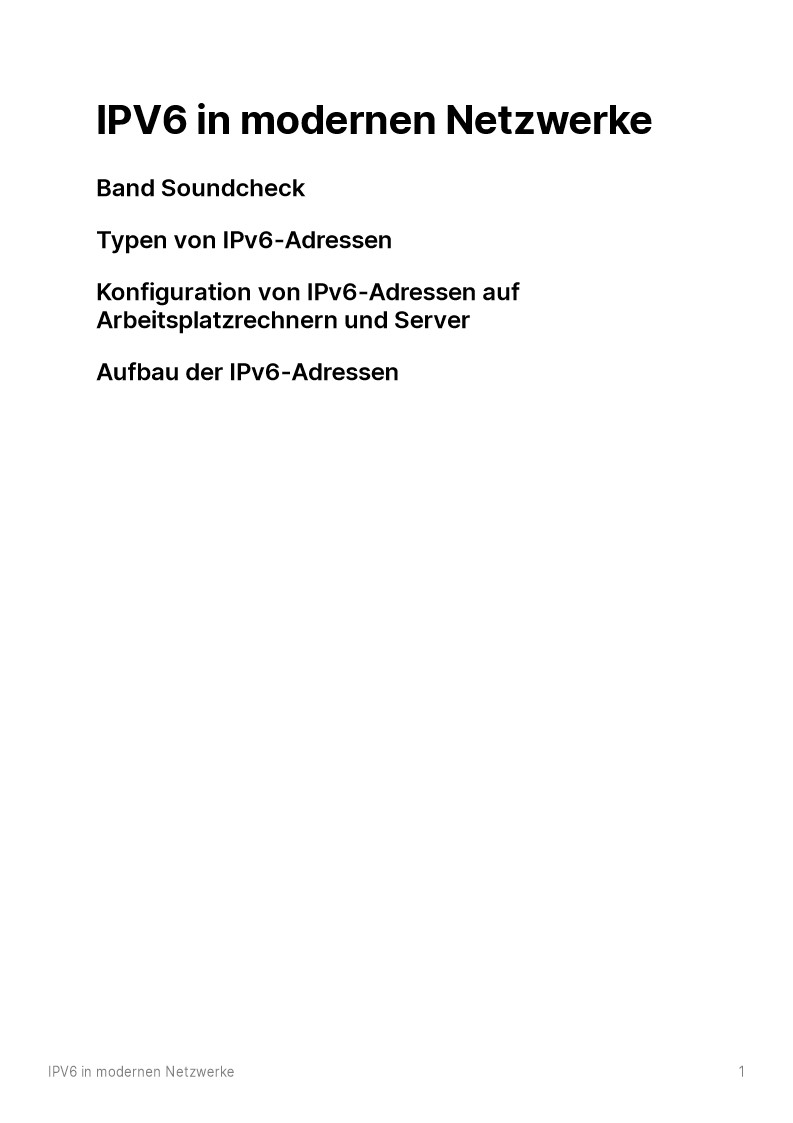 IPV6 in modernen Netzwerke
Band Soundcheck
Typen von IPv6-Adressen
Konfiguration von IPv6-Adressen auf
Arbeitsplatzrechnern und Server
Aufbau der IPv6-Adressen
IPV6 in modernen Netzwerke 1